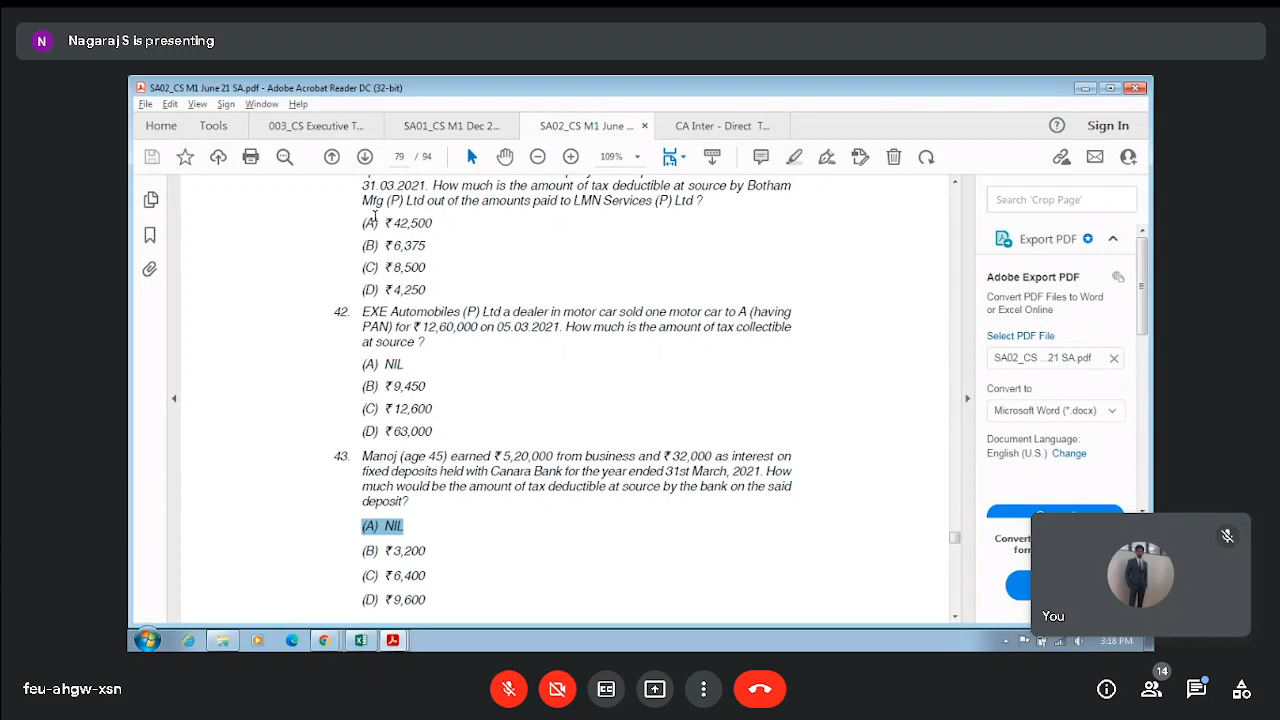 N NagarajS is presenting
SA02_CS M1 June 21 SA.pdf - Adobe Acrobat Reader DC (32-bit)
File Edit View Sign Window Help
Home Tools 003_CS Executive T... SA01_CS M1 Dec 2... SA02_CS M1 June ... × CA Inter - Direct T... ? Sign In
79 / 94 109%
31.03.2021. How much is the amount of tax deductible at source by Botham
Mfg (P) Ltd out of the amounts paid to LMN Services (P) Ltd ?
(A) ₹ 42,500
(B) ₹ 6,375
(C) ₹ 8,500
(D) ₹ 4,250
42. EXE Automobiles (P) Ltd a dealer in motor car sold one motor car to A (having
PAN) for ₹ 12,60,000 on 05.03.2021. How much is the amount of tax collectible
at source ?
(A) NIL
(B) ₹ 9,450
(C) ₹ 12,600
(D) ₹ 63,000
43. Manoj (age 45) earned ₹ 5,20,000 from business and ₹ 32,000 as interest on
fixed deposits held with Canara Bank for the year ended 31st March, 2021. How
much would be the amount of tax deductible at source by the bank on the said
deposit?
(A) NIL
(B) ₹ 3,200
(C) ₹ 6,400
(D) ₹ 9,600
Search 'Crop Page'
Export PDF
Adobe Export PDF
Convert PDF Files to Word
or Excel Online
Select PDF File
SA02_CS ...21 SA.pdf ×
Convert to
Microsoft Word (*.docx)
Document Language:
English (U.S.) Change
You
3:18 PM
feu-ahgw-xsn
CC
14